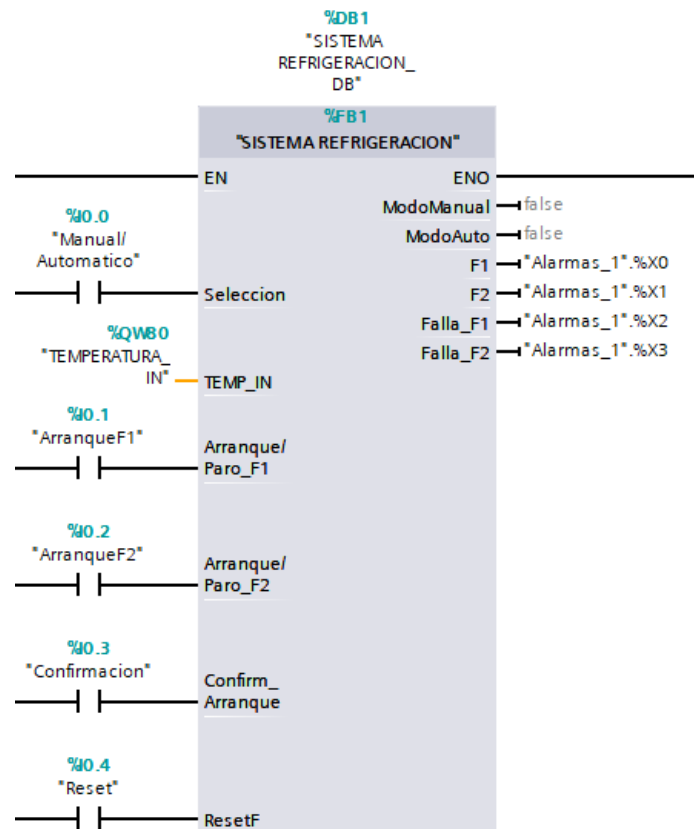 %DB1
"SISTEMA
REFRIGERACION_
DB"
%FB1
"SISTEMA REFRIGERACION"
EN
ENO
ModoManual
false
%I0.0
"Manual/
Automatico"
ModoAuto
false
F1
"Alarmas_1".%X0
Seleccion
F2
"Alarmas_1".%X1
Falla_F1
"Alarmas_1".%X2
%QW80
"TEMPERATURA_
IN"
Falla_F2
"Alarmas_1".%X3
TEMP_IN
%I0.1
"ArranqueF1"
Arranque/
Paro_F1
%I0.2
"ArranqueF2"
Arranque/
Paro_F2
%I0.3
"Confirmacion"
Confirm_
Arranque
%I0.4
"Reset"
ResetF